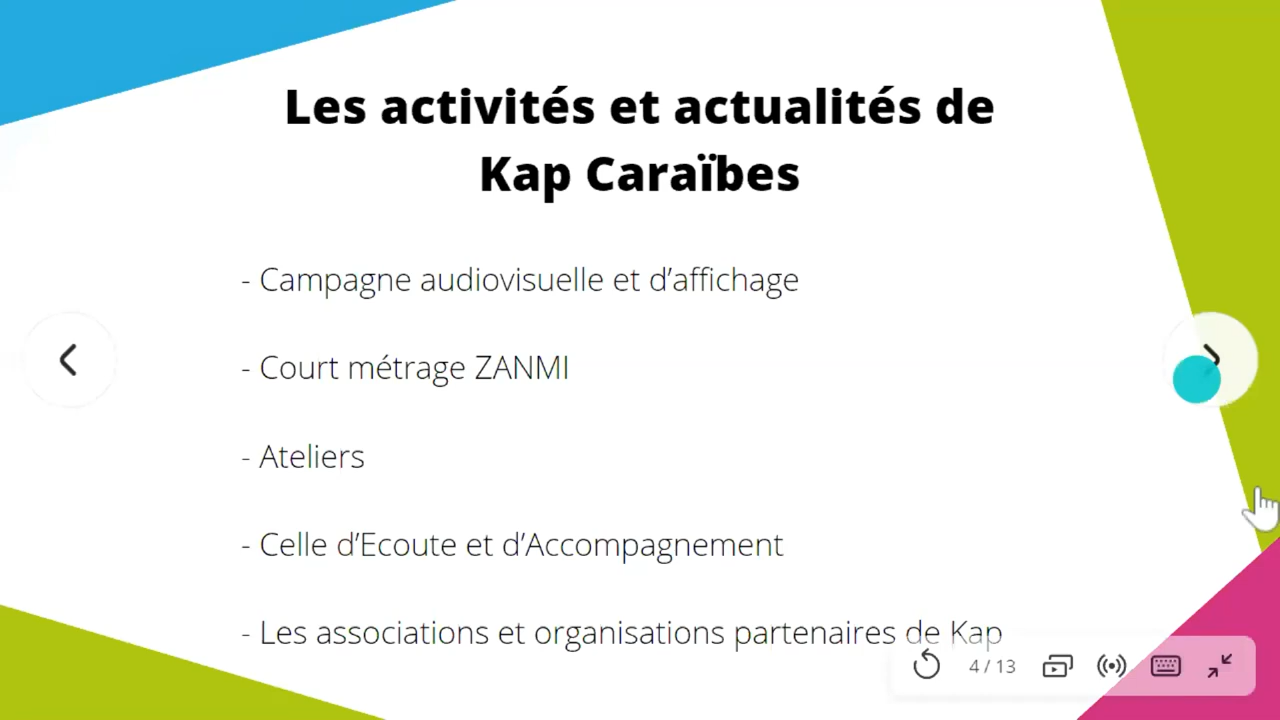 Les activités et actualités de
Kap Caraïbes
- Campagne audiovisuelle et d’affichage
- Court métrage ZANMI
- Ateliers
- Celle d’Ecoute et d’Accompagnement
- Les associations et organisations partenaires de Kap
4 / 13